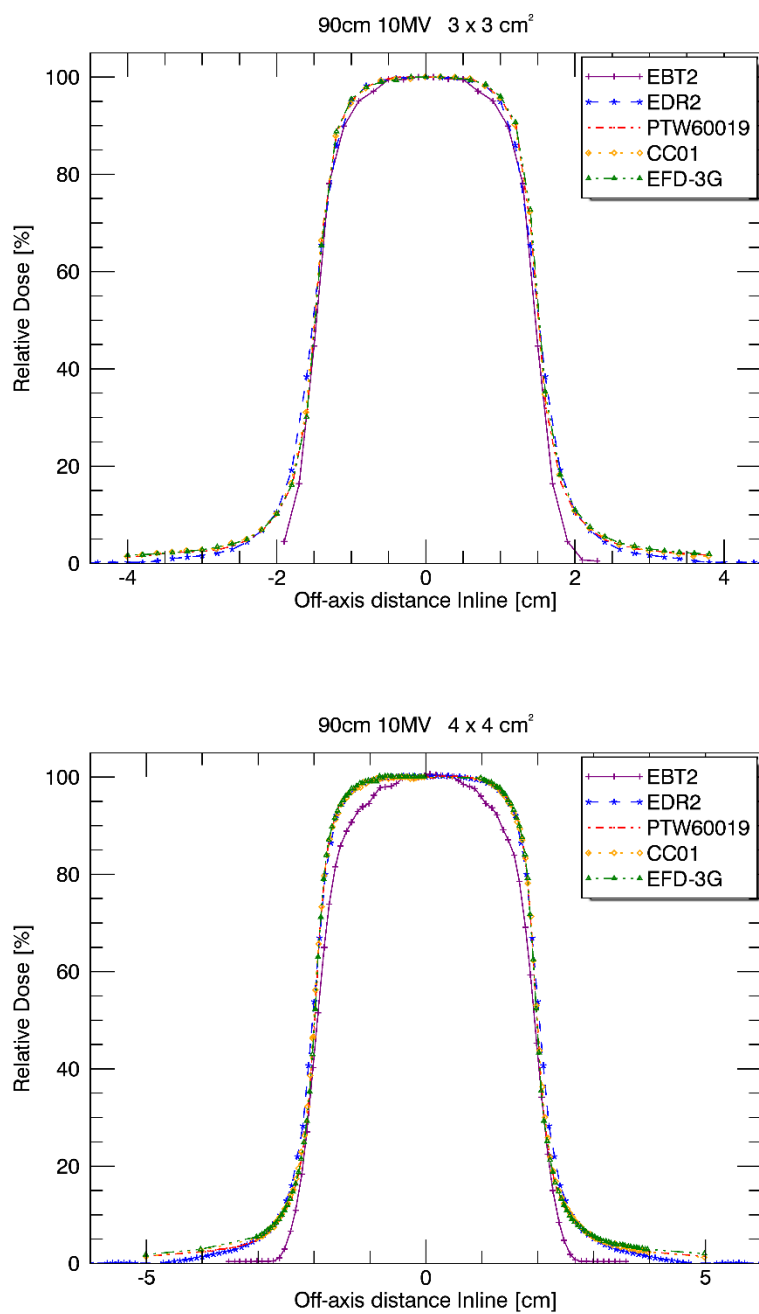 90cm 10MV 3 x 3 cm²
EBT2
EDR2
PTW60019
CC01
EFD-3G
100
80
60
40
20
0
Relative Dose [%]
-4 -2 0 2 4
Off-axis distance Inline [cm]
90cm 10MV 4 x 4 cm²
EBT2
EDR2
PTW60019
CC01
EFD-3G
100
80
60
40
20
0
Relative Dose [%]
-5 0 5
Off-axis distance Inline [cm]